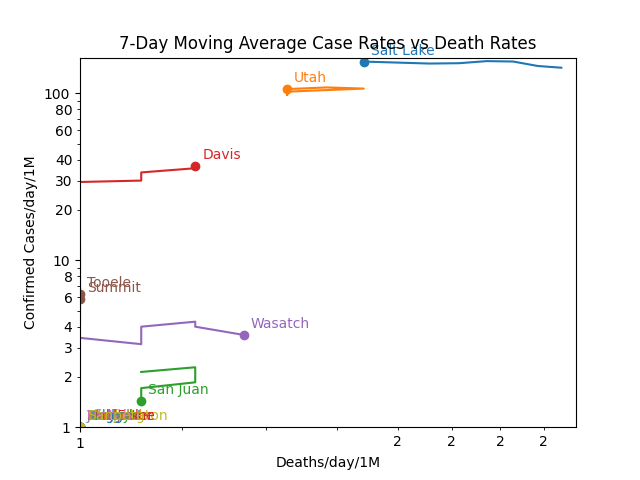 7-Day Moving Average Case Rates vs Death Rates
Salt Lake
Utah
Davis
Tooele
Summit
Wasatch
San Juan
Confirmed Cases/day/1M
100
80
60
40
30
20
10
8
6
4
3
2
1
1
2
2
2
2
Deaths/day/1M